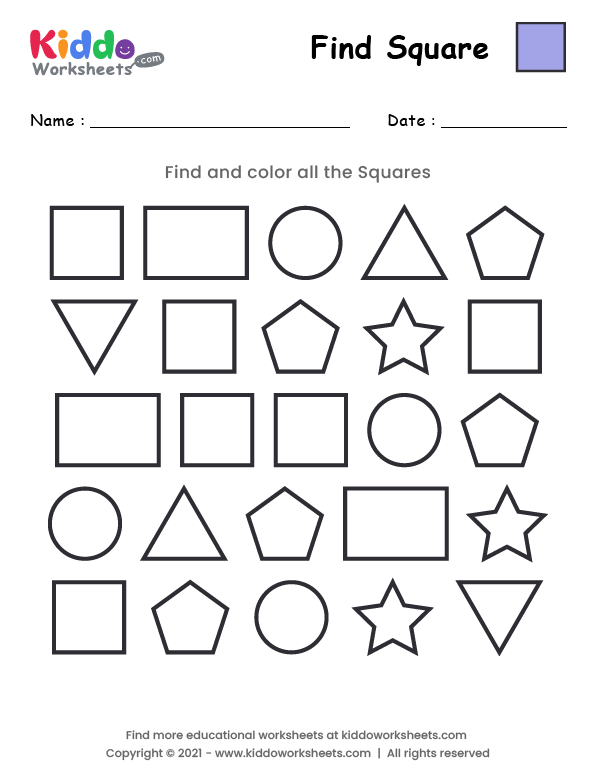 Kiddo
Worksheets.com
Find Square
Name : Date :
Find and color all the Squares
Find more educational worksheets at kiddoworksheets.com
Copyright © 2021 - www.kiddoworksheets.com | All rights reserved